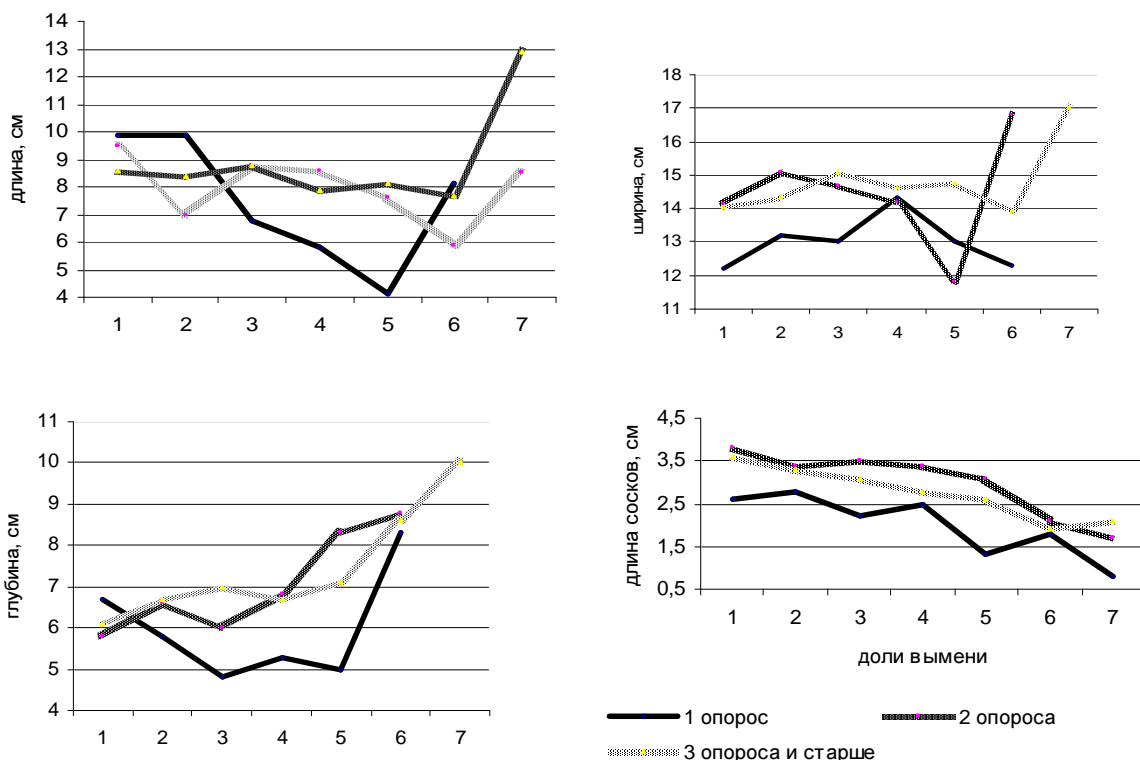 длина, см
14
13
12
11
10
9
8
7
6
5
4
1 2 3 4 5 6 7
ширина, см
18
17
16
15
14
13
12
11
1 2 3 4 5 6 7
глубина, см
11
10
9
8
7
6
5
4
1 2 3 4 5 6 7
длина сосков, см
4,5
3,5
2,5
1,5
0,5
1 2 3 4 5 6 7
доли вымени
1 опорос
2 опороса
3 опороса и старше